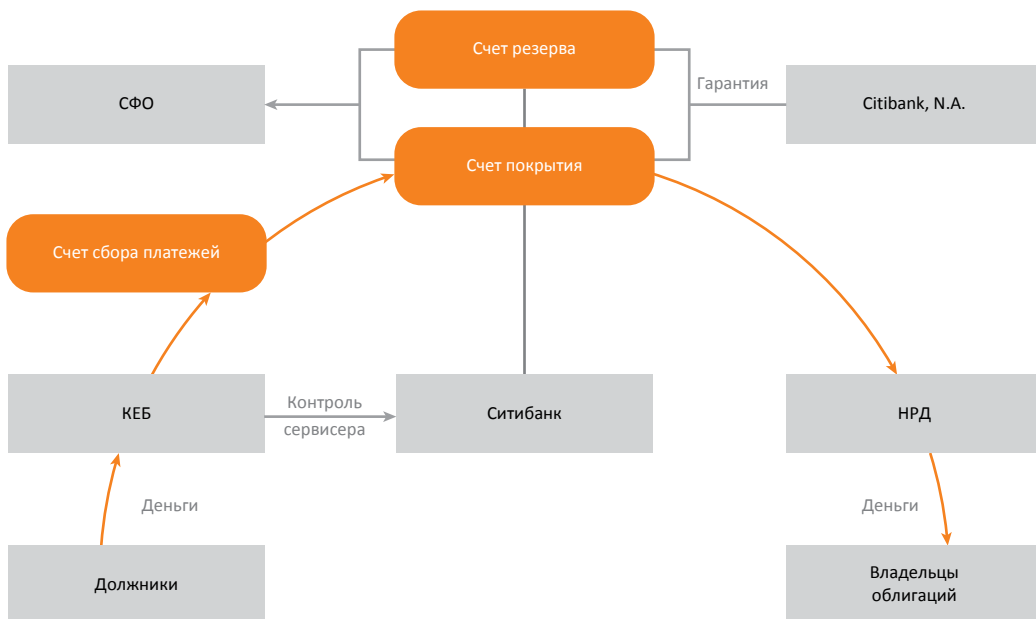 Счет резерва
СФО
Гарантия
Citibank, N.A.
Счет покрытия
Счет сбора платежей
КЕБ
Контроль
сервисера
Ситибанк
НРД
Деньги
Деньги
Должники
Владельцы
облигаций